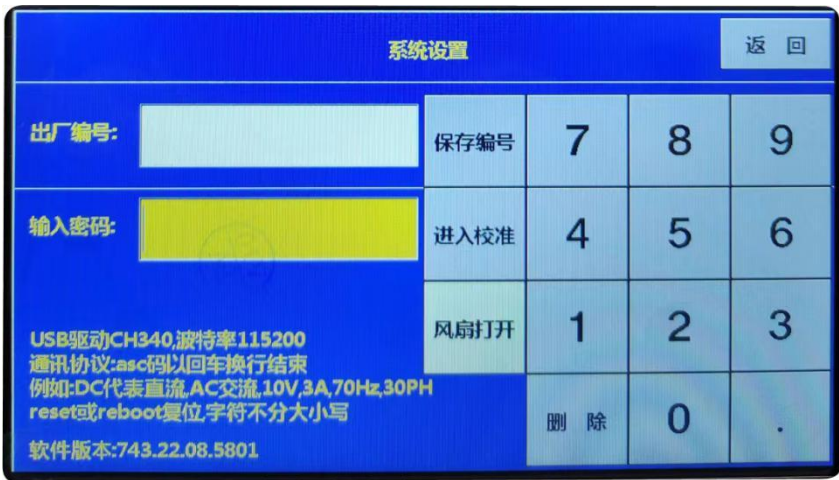 系统设置
返 回
出厂编号:
保存编号
7 8 9
输入密码:
进入校准
4 5 6
风扇打开
1 2 3
USB驱动CH340,波特率115200
通讯协议:asc码以回车换行结束
例如:DC代表直流,AC交流,10V,3A,70Hz,30PH
reset或reboot复位,字符不分大小写
删 除
0 .
软件版本:743.22.08.5801